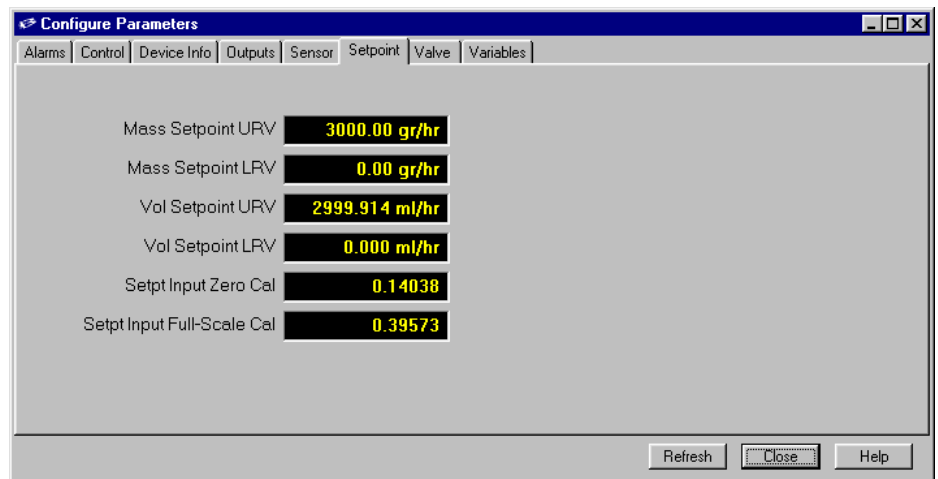 Configure Parameters
Alarms Control Device Info Outputs Sensor Setpoint Valve Variables
Mass Setpoint URV 3000.00 gr/hr
Mass Setpoint LRV 0.00 gr/hr
Vol Setpoint URV 2999.914 ml/hr
Vol Setpoint LRV 0.000 ml/hr
Setpt Input Zero Cal 0.14038
Setpt Input Full-Scale Cal 0.39573
Refresh Close Help